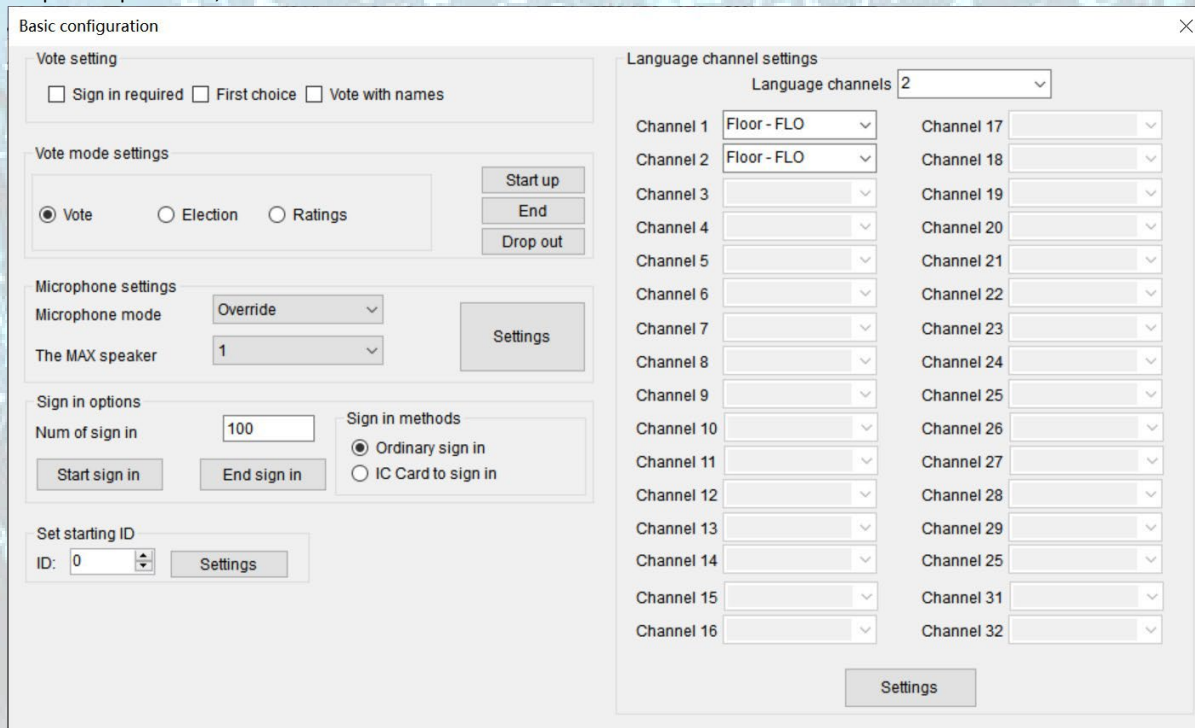 Basic configuration
Vote setting
Sign in required First choice Vote with names
Vote mode settings
Vote Election Ratings
Start up
End
Drop out
Microphone settings
Microphone mode Override
The MAX speaker 1
Settings
Sign in options
Num of sign in 100
Start sign in End sign in
Sign in methods
Ordinary sign in
IC Card to sign in
Set starting ID
ID: 0 Settings
Language channel settings
Language channels 2
Channel 1 Floor - FLO Channel 17
Channel 2 Floor - FLO Channel 18
Channel 3 Channel 19
Channel 4 Channel 20
Channel 5 Channel 21
Channel 6 Channel 22
Channel 7 Channel 23
Channel 8 Channel 24
Channel 9 Channel 25
Channel 10 Channel 26
Channel 11 Channel 27
Channel 12 Channel 28
Channel 13 Channel 29
Channel 14 Channel 25
Channel 15 Channel 31
Channel 16 Channel 32
Settings